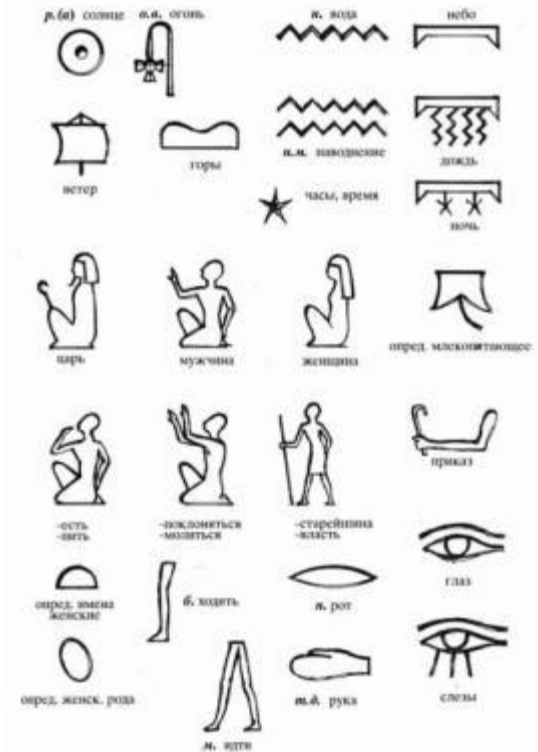 р.(а) солнце
о.в. огонь
н. вода
небо
ветер
горы
н.м. наводнение
дождь
часы, время
ночь
царь
мужчина
женщина
опред. млекопитающее
-есть
-пить
-поклоняться
-молиться
-старейшина
-власть
приказ
опред. имена
женские
в. ходить
п. рот
глаз
опред. женск. рода
м. идти
т.д. рука
слезы